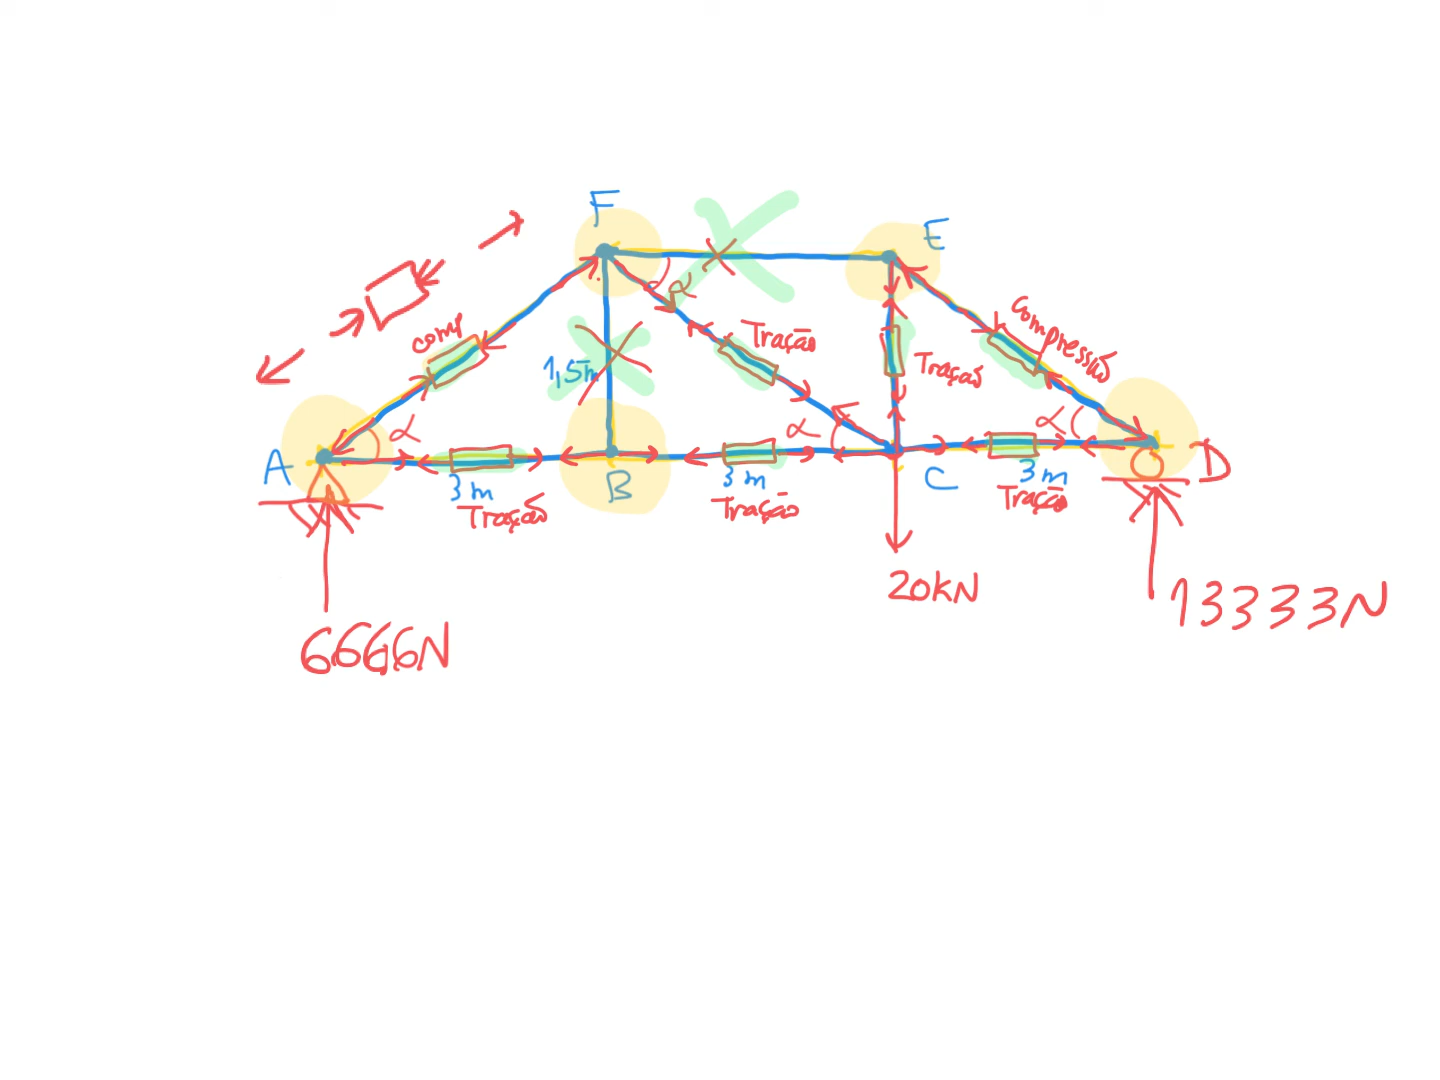 F
E
comp
α
Tração
compressão
1,5m
Tração
A
α
α
α
D
3m
B
3m
C
3m
Tração
Tração
Tração
20kN
13333N
6666N